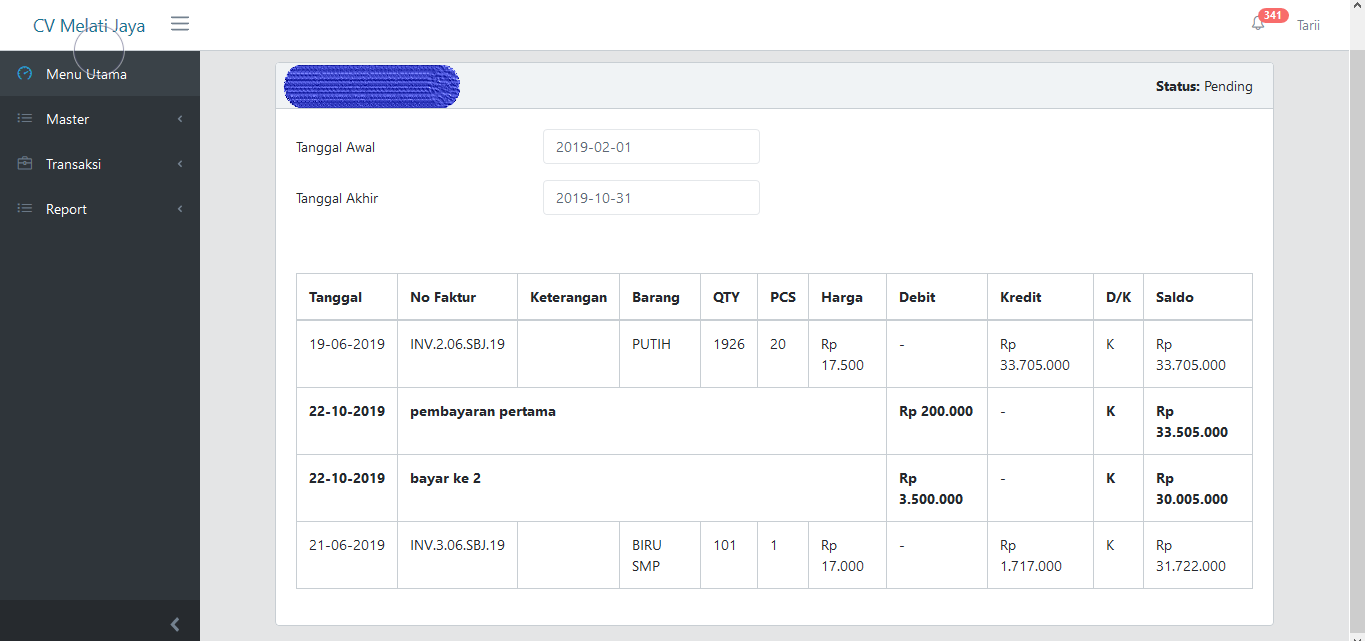 CV Melati Jaya
341
Tarii
Menu Utama
Master
Transaksi
Report
Status: Pending
Tanggal Awal
2019-02-01
Tanggal Akhir
2019-10-31
Tanggal No Faktur Keterangan Barang QTY PCS Harga Debit Kredit D/K Saldo
19-06-2019 INV.2.06.SBJ.19 PUTIH 1926 20 Rp 17.500 - Rp 33.705.000 K Rp 33.705.000
22-10-2019 pembayaran pertama Rp 200.000 - K Rp 33.505.000
22-10-2019 bayar ke 2 Rp 3.500.000 - K Rp 30.005.000
21-06-2019 INV.3.06.SBJ.19 BIRU SMP 101 1 Rp 17.000 - Rp 1.717.000 K Rp 31.722.000